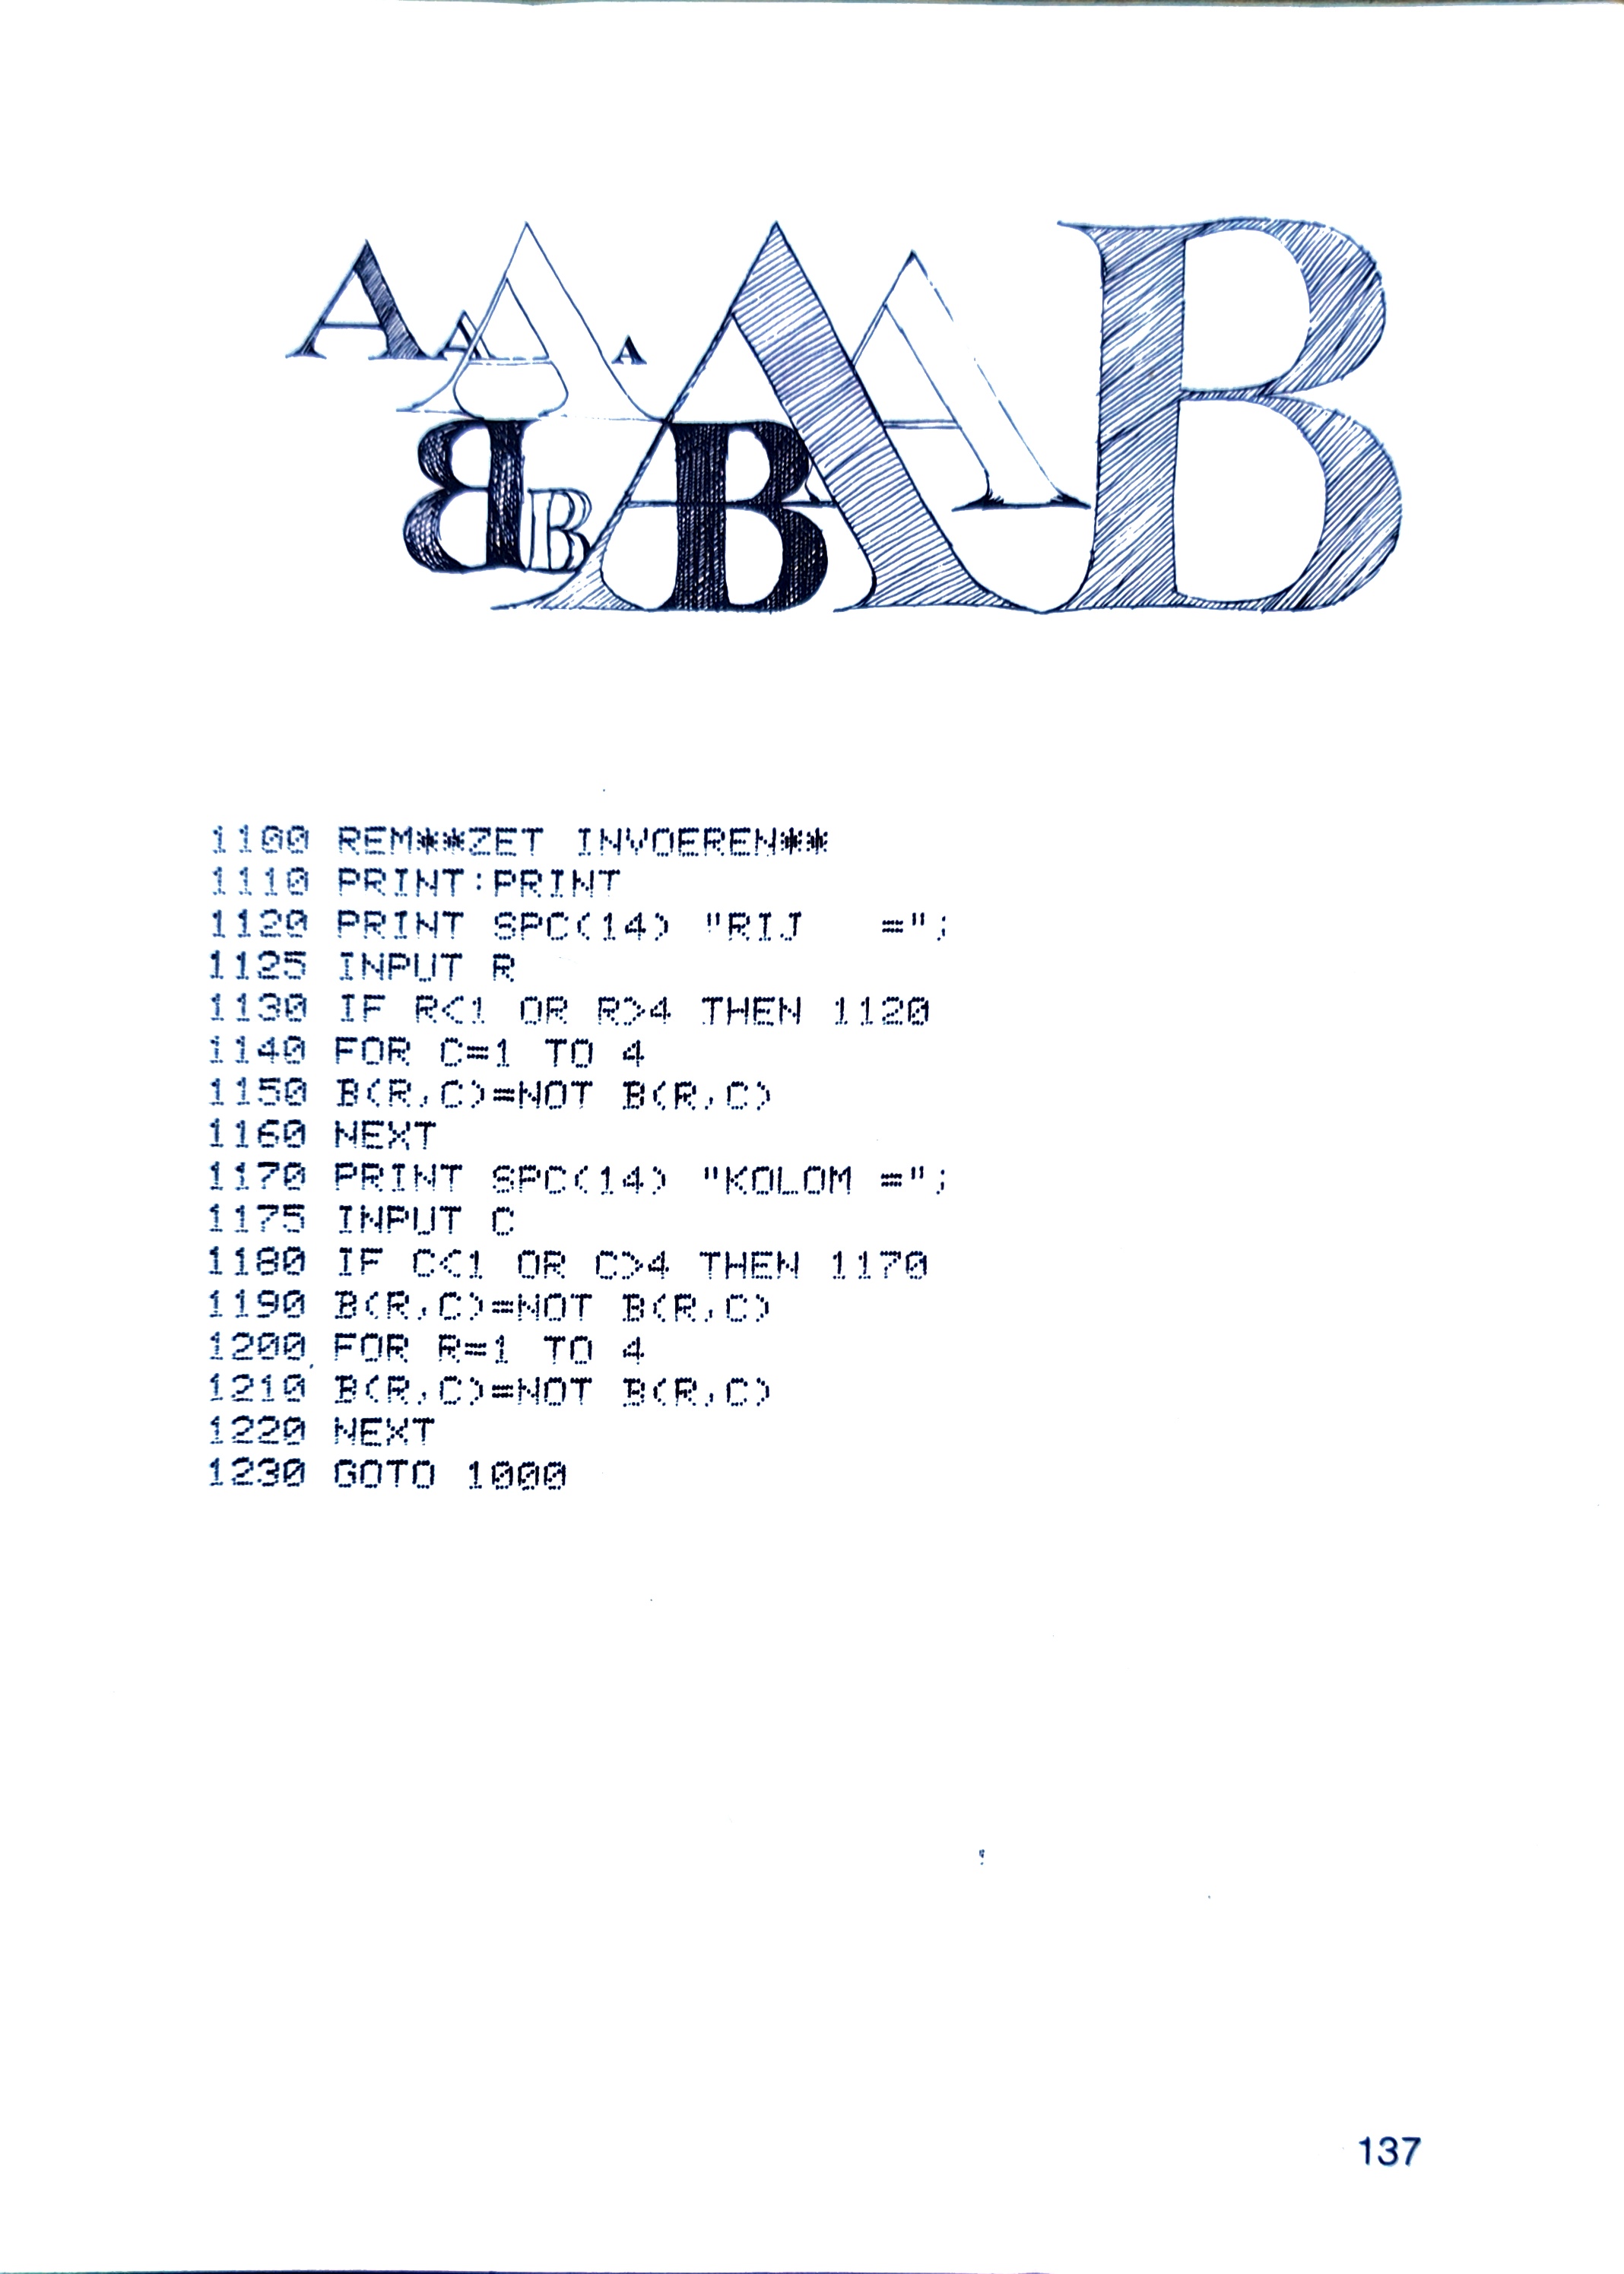 A A A A A A B
B B B
1100 REM**ZET INVOEREN**
1110 PRINT:PRINT
1120 PRINT SPC(14) "RIJ   =";
1125 INPUT R
1130 IF R<1 OR R>4 THEN 1120
1140 FOR C=1 TO 4
1150 B(R,C)=NOT B(R,C)
1160 NEXT
1170 PRINT SPC(14) "KOLOM =";
1175 INPUT C
1180 IF C<1 OR C>4 THEN 1170
1190 B(R,C)=NOT B(R,C)
1200 FOR R=1 TO 4
1210 B(R,C)=NOT B(R,C)
1220 NEXT
1230 GOTO 1000
137